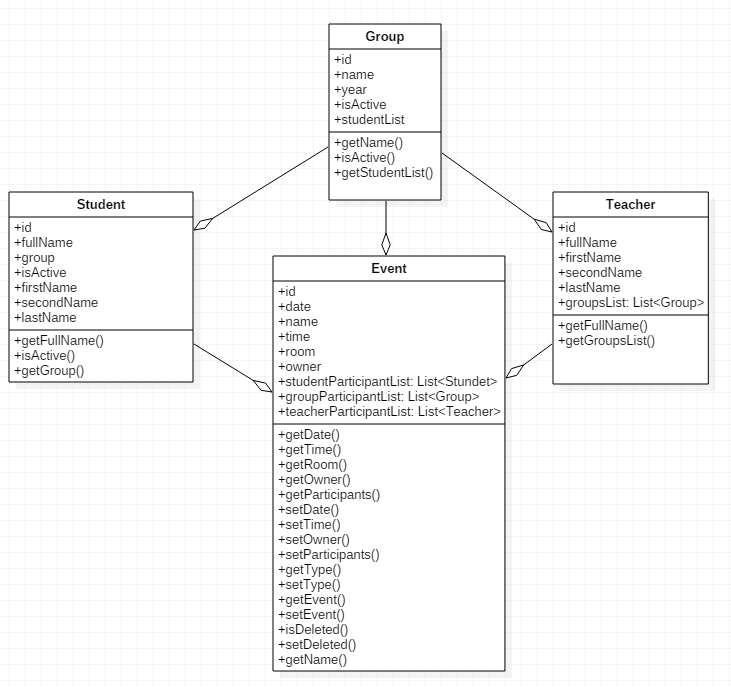 Group
+id
+name
+year
+isActive
+studentList
+getName()
+isActive()
+getStudentList()
Student
+id
+fullName
+group
+isActive
+firstName
+secondName
+lastName
+getFullName()
+isActive()
+getGroup()
Teacher
+id
+fullName
+firstName
+secondName
+lastName
+groupsList: List<Group>
+getFullName()
+getGroupsList()
Event
+id
+date
+name
+time
+room
+owner
+studentParticipantList: List<Stundet>
+groupParticipantList: List<Group>
+teacherParticipantList: List<Teacher>
+getDate()
+getTime()
+getRoom()
+getOwner()
+getParticipants()
+setDate()
+setTime()
+setOwner()
+setParticipants()
+getType()
+setType()
+getEvent()
+setEvent()
+isDeleted()
+setDeleted()
+getName()